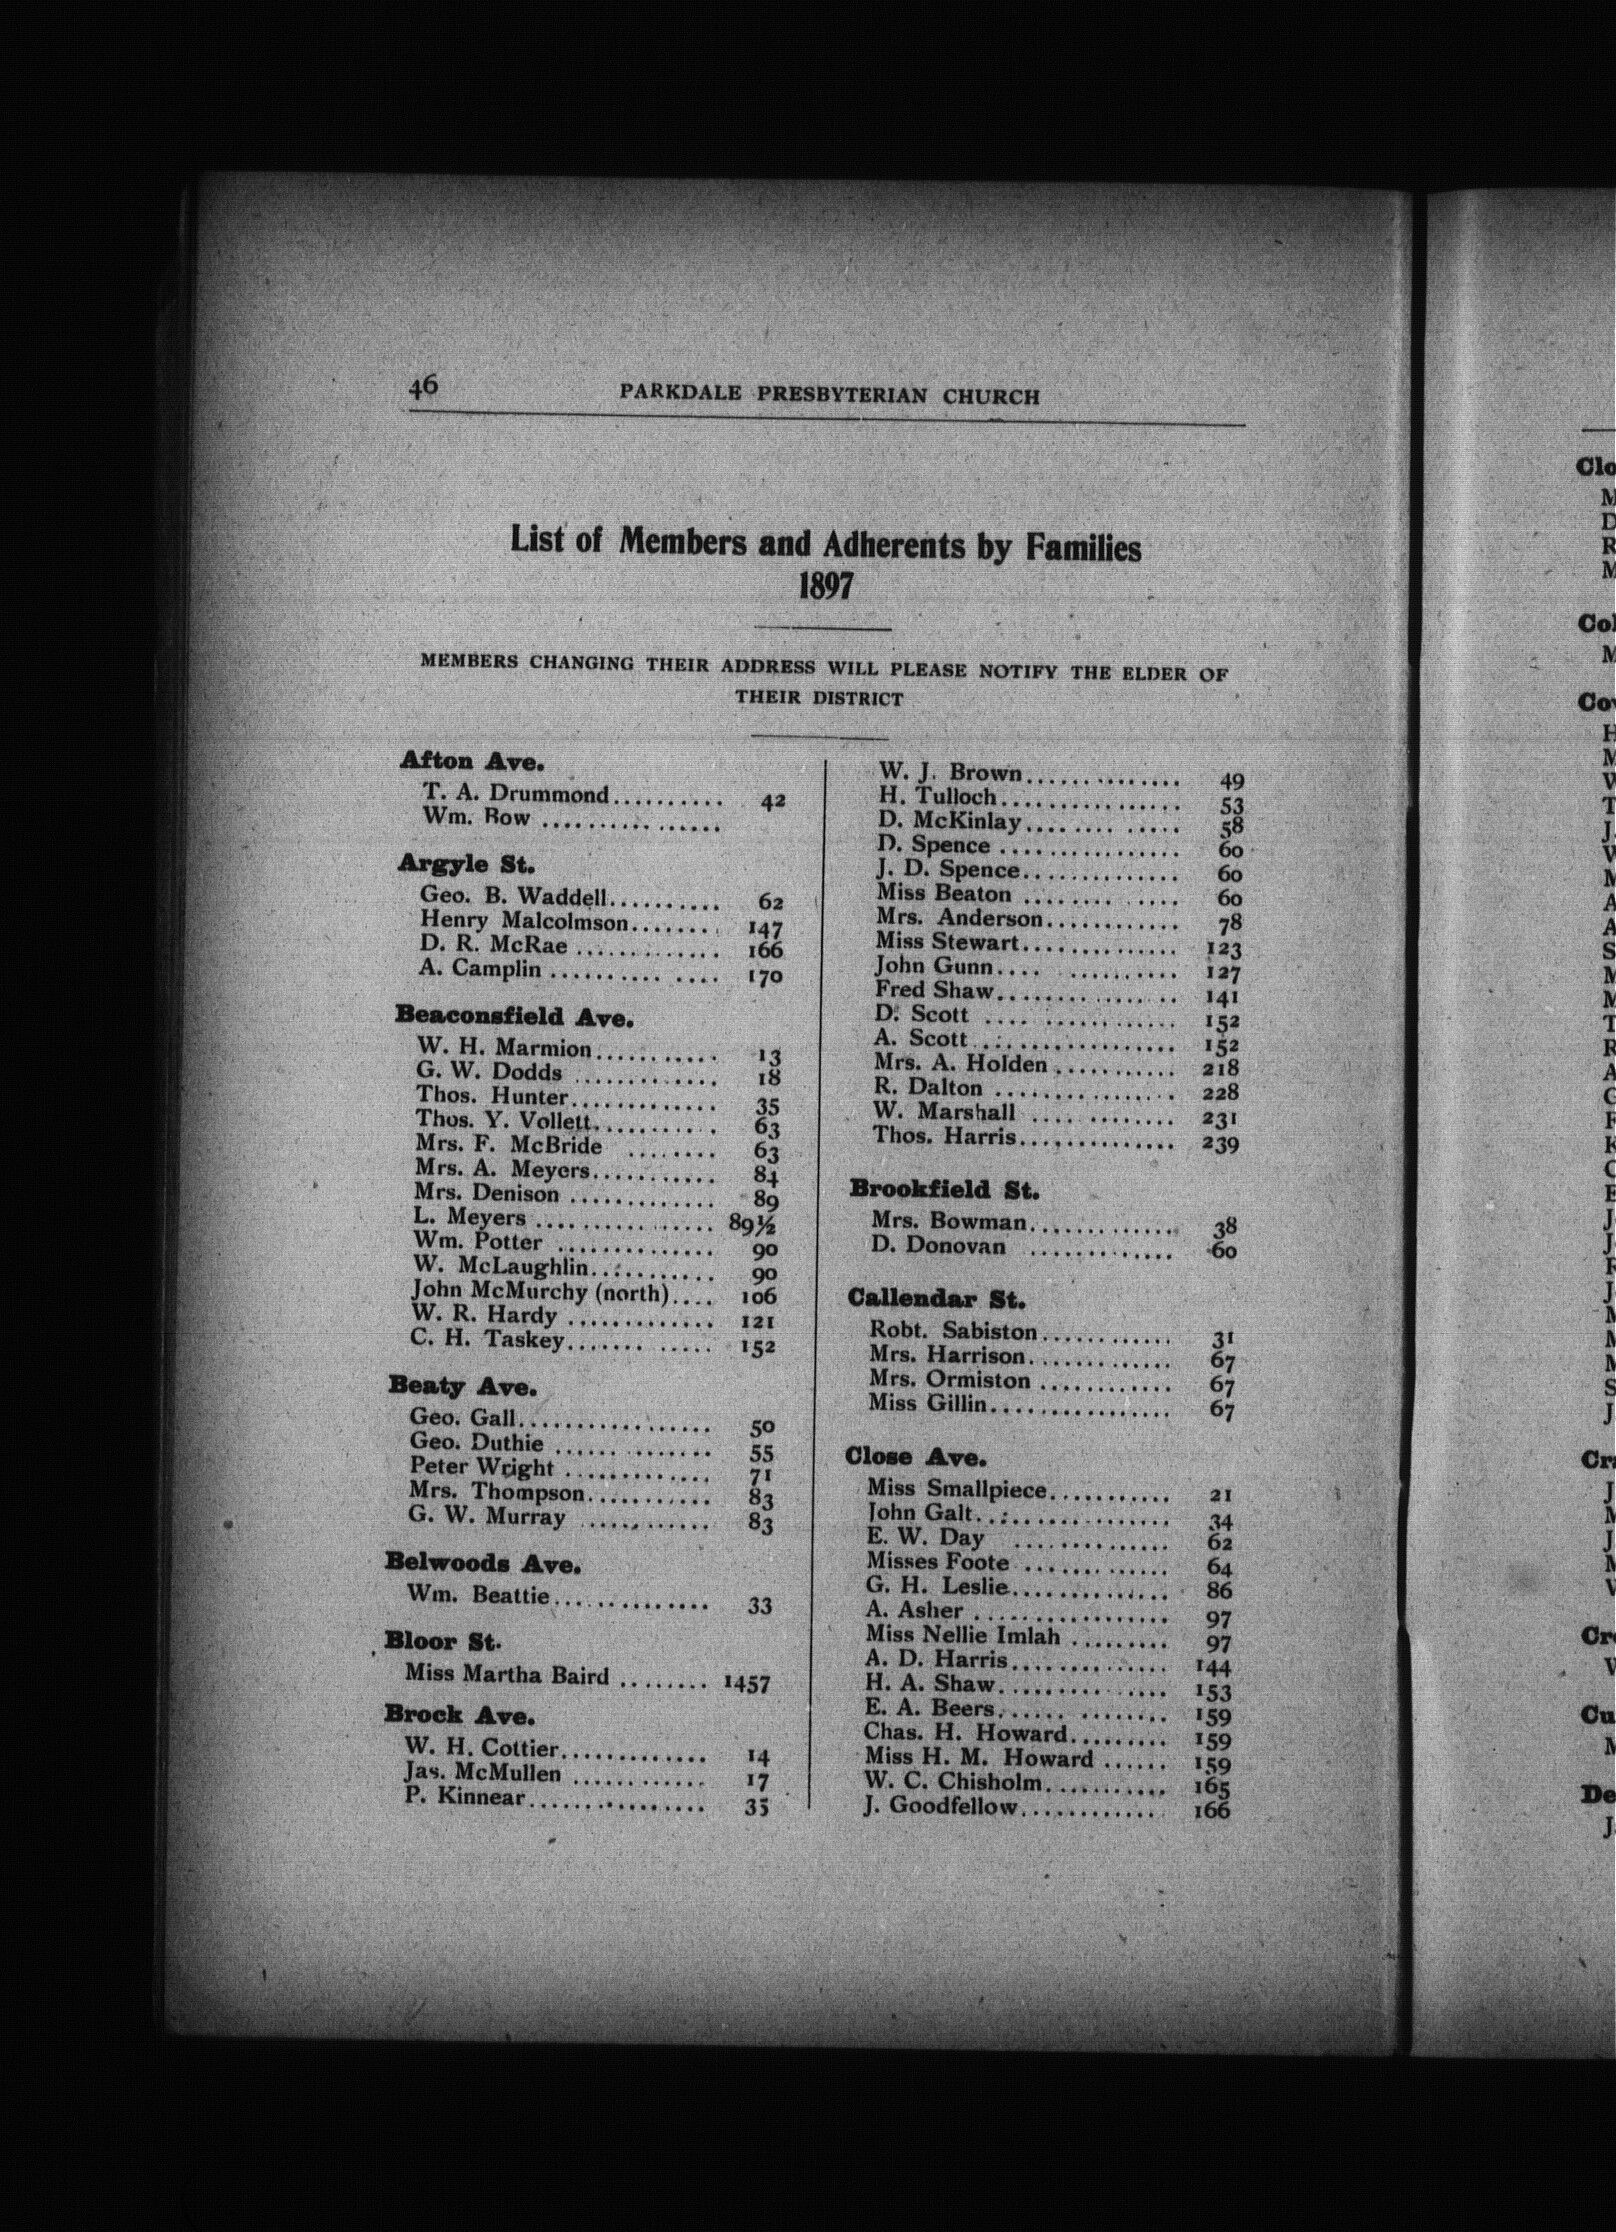 46 PARKDALE PRESBYTERIAN CHURCH
List of Members and Adherents by Families
1897
MEMBERS CHANGING THEIR ADDRESS WILL PLEASE NOTIFY THE ELDER OF
THEIR DISTRICT
Afton Ave.
T. A. Drummond.......... 42
Wm. Row ................
Argyle St.
Geo. B. Waddell.......... 62
Henry Malcolmson........ 147
D. R. McRae ............. 166
A. Camplin .............. 170
Beaconsfield Ave.
W. H. Marmion........... 13
G. W. Dodds ............. 18
Thos. Hunter............. 35
Thos. Y. Vollett........... 63
Mrs. F. McBride ........ 63
Mrs. A. Meyers........... 84
Mrs. Denison ............ 89
L. Meyers ............... 89½
Wm. Potter .............. 90
W. McLaughlin........... 90
John McMurchy (north).... 106
W. R. Hardy ............. 121
C. H. Taskey............ 152
Beaty Ave.
Geo. Gall................. 50
Geo. Duthie ............. 55
Peter Wright ............. 71
Mrs. Thompson........... 83
G. W. Murray ........... 83
Belwoods Ave.
Wm. Beattie.............. 33
Bloor St.
Miss Martha Baird ........ 1457
Brock Ave.
W. H. Cottier............. 14
Jas. McMullen ............ 17
P. Kinnear................ 35
W. J. Brown.............. 49
H. Tulloch................ 53
D. McKinlay............. 58
D. Spence ................ 60
J. D. Spence.............. 60
Miss Beaton ............. 60
Mrs. Anderson............ 78
Miss Stewart.............. 123
John Gunn.... .......... 127
Fred Shaw............... 141
D. Scott .... ............ 152
A. Scott.................. 152
Mrs. A. Holden ........... 218
R. Dalton ................ 228
W. Marshall ............. 231
Thos. Harris.............. 239
Brookfield St.
Mrs. Bowman............. 38
D. Donovan ............. 60
Callendar St.
Robt. Sabiston............ 31
Mrs. Harrison............. 67
Mrs. Ormiston ............ 67
Miss Gillin................ 67
Close Ave.
Miss Smallpiece........... 21
John Galt................. 34
E. W. Day .............. 62
Misses Foote ............. 64
G. H. Leslie.............. 86
A. Asher ................. 97
Miss Nellie Imlah ......... 97
A. D. Harris.............. 144
H. A. Shaw............... 153
E. A. Beers...... ........ 159
Chas. H. Howard......... 159
Miss H. M. Howard ...... 159
W. C. Chisholm........... 165
J. Goodfellow............ 166